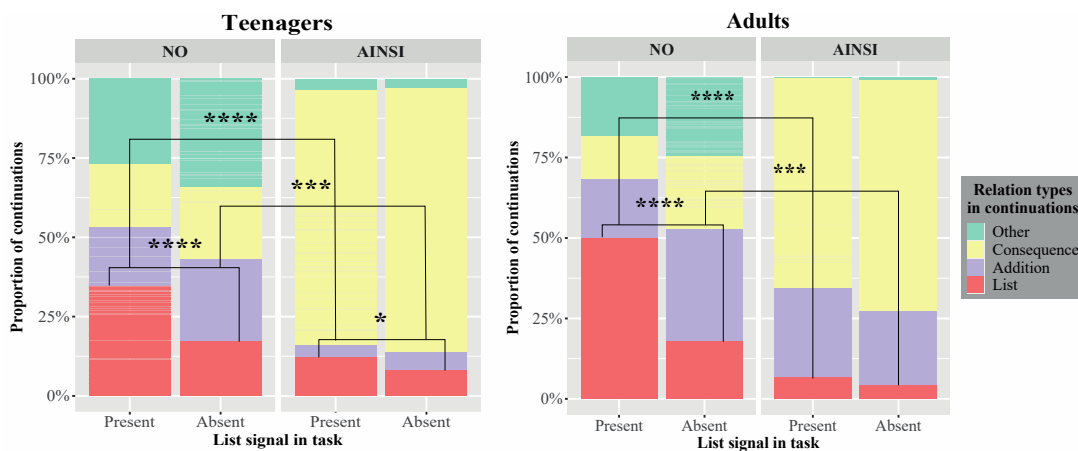 Teenagers
NO
AINSI
100%
75%
50%
25%
0%
Proportion of continuations
****
***
****
*
Present
Absent
Present
Absent
List signal in task
Adults
NO
AINSI
100%
75%
50%
25%
0%
Proportion of continuations
****
***
****
Present
Absent
Present
Absent
List signal in task
Relation types
in continuations
Other
Consequence
Addition
List